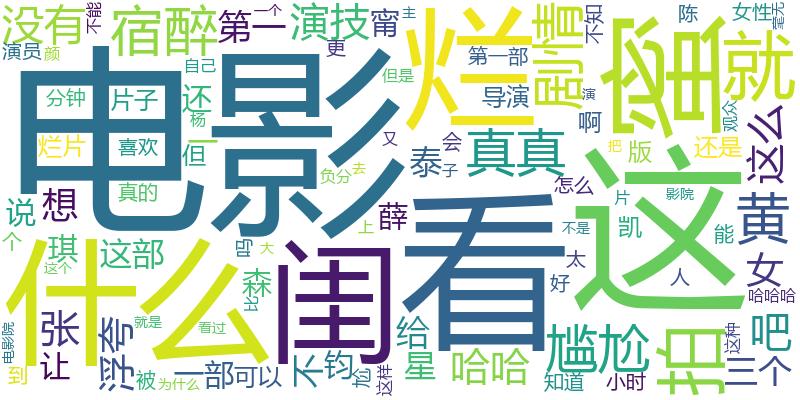 没有
宿醉
第一
一个
演技
甯
主
更
烂
剧情
不知
陈
女性
毫无
不能
演员
颜
自己
但是
第一部
导演
密
就
电影
分钟
片子
还
杨
烂片
喜欢
一
但
真的
泰
又
会
子
真真
啊
演
观众
把
版
还是
这么
说
想
负分
去
薛
上
怎么
片
影院
这
个
琪
这部
吗
大
看
不是
凯
能
黄
什么
这个
森
比
闺
太
好
人
女
哈哈哈
电影院
张
浮夸
就是
看过
给
尴尬
拍
这种
吧
到
让
被
为什么
一部
可以
不
钧
尬
这样
星
哈哈
知道
小时
三个